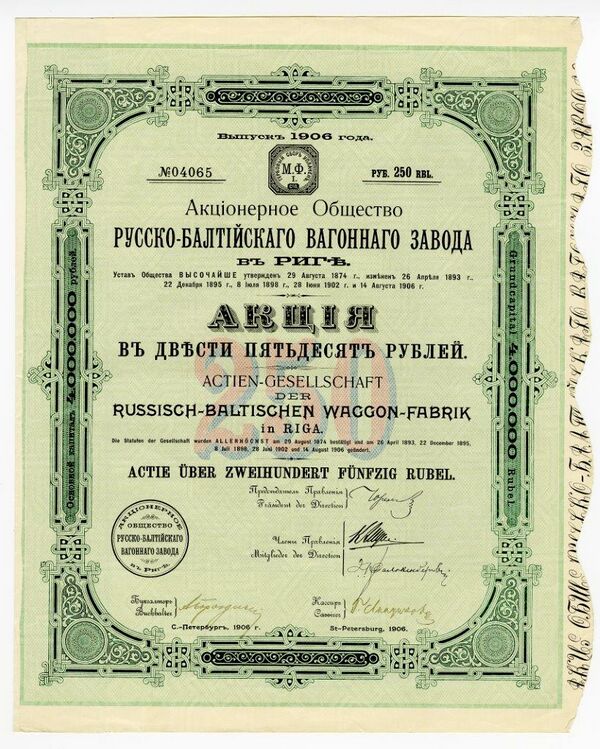 Выпускъ 1906 года.
№04065
М.Ф.
I.
РУБ. 250 RBL.
Акціонерное Общество
РУССКО-БАЛТІЙСКАГО ВАГОННАГО ЗАВОДА
въ РИГѢ.
Уставъ Общества ВЫСОЧАЙШЕ утвержденъ 29 Августа 1874 г., измѣненъ 26 Апрѣля 1893 г.,
22 Декабря 1895 г., 8 Іюля 1898 г., 28 Іюня 1902 и 14 Августа 1906 г.
АКЦІЯ
ВЪ ДВѢСТИ ПЯТЬДЕСЯТЪ РУБЛЕЙ.
250
ACTIEN-GESELLSCHAFT
DER
RUSSISCH-BALTISCHEN WAGGON-FABRIK
in RIGA.
Die Statuten der Gesellschaft wurden ALLERHÖCHST am 29 August 1874 bestätigt und am 26 April 1893, 22 December 1895,
8 Juli 1898, 28 Juni 1902 und 14 August 1906 geändert.
ACTIE ÜBER ZWEIHUNDERT FÜNFZIG RUBEL.
Предсѣдатель Правленія
Präsident der Direction
Члены Правленія
Mitglieder der Direction
АКЦІОНЕРНОЕ
ОБЩЕСТВО
РУССКО-БАЛТІЙСКАГО
ВАГОННАГО ЗАВОДА
въ РИГѢ.
Бухгалтеръ
Buchhalter
Кассиръ
Cassirer
С.-Петербургъ, 1906 г.
St-Petersburg, 1906.
Основной капиталъ 4.000.000 рублей.
Grundcapital 4.000.000 Rubel.